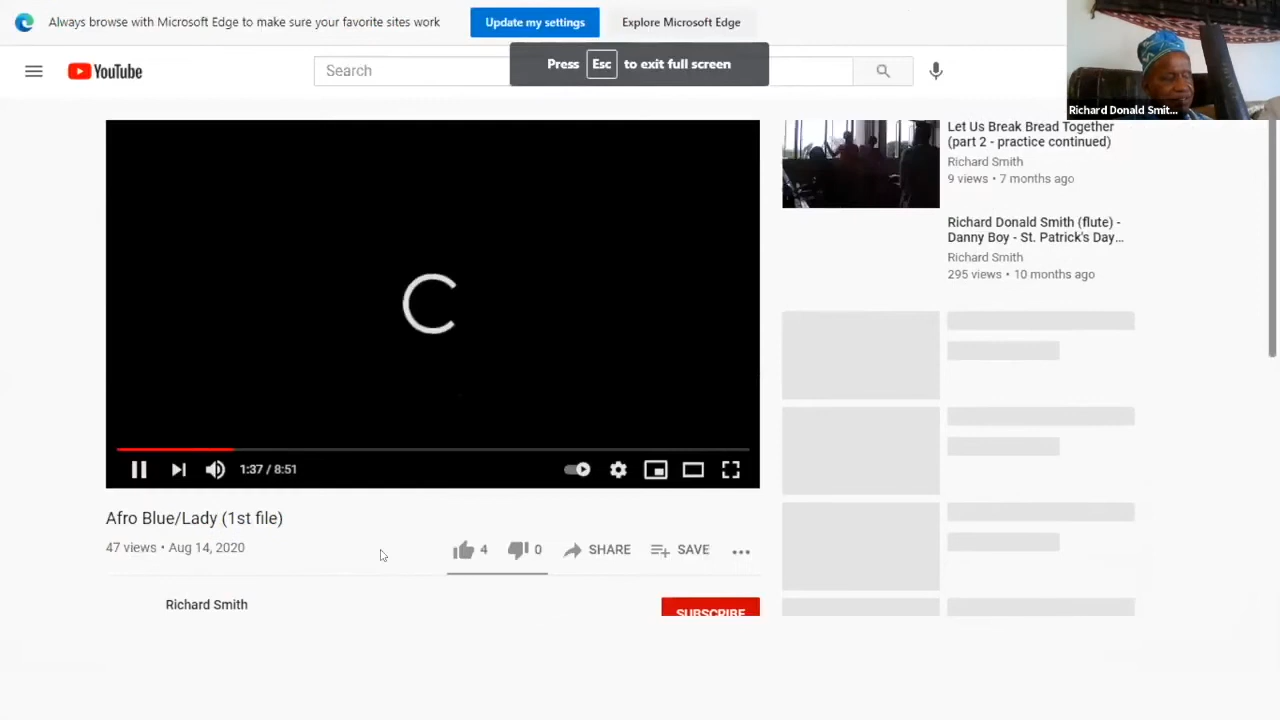 Always browse with Microsoft Edge to make sure your favorite sites work
Update my settings
Explore Microsoft Edge
Press Esc to exit full screen
YouTube
Search
Richard Donald Smit...
Let Us Break Bread Together
(part 2 - practice continued)
Richard Smith
9 views • 7 months ago
Richard Donald Smith (flute) -
Danny Boy - St. Patrick's Day...
Richard Smith
295 views • 10 months ago
1:37 / 8:51
Afro Blue/Lady (1st file)
47 views • Aug 14, 2020
4
0
SHARE
SAVE
Richard Smith
SUBSCRIBE